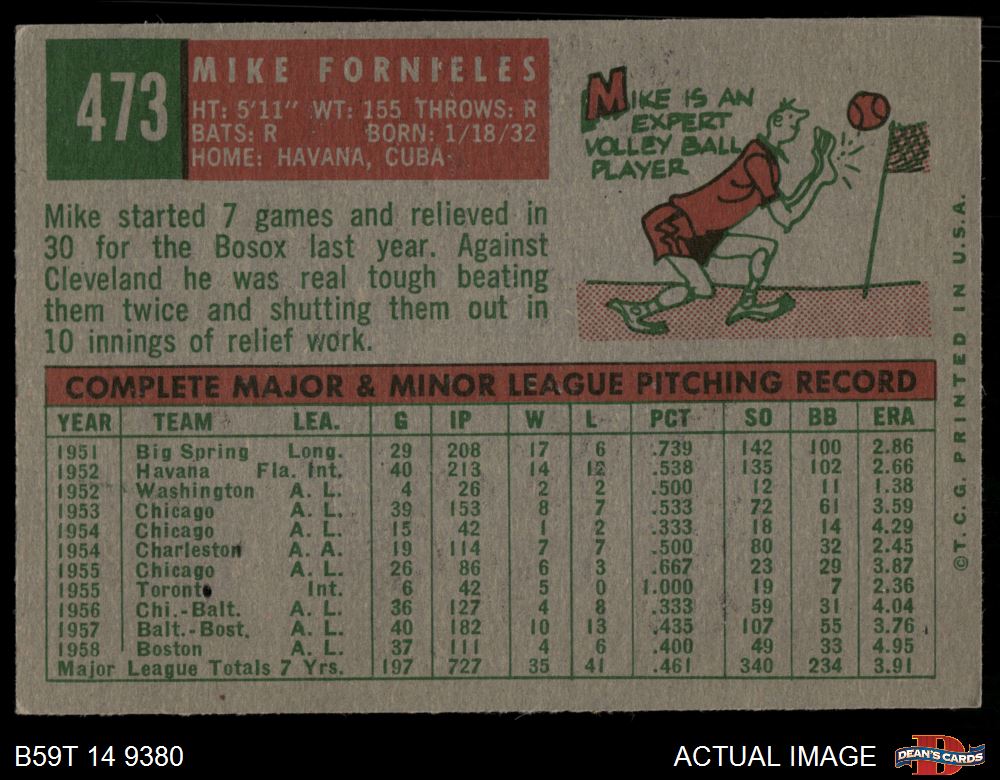 473
MIKE FORNIELES
HT: 5'11" WT: 155 THROWS: R
BATS: R BORN: 1/18/32
HOME: HAVANA, CUBA
MIKE IS AN
EXPERT
VOLLEY BALL
PLAYER
Mike started 7 games and relieved in
30 for the Bosox last year. Against
Cleveland he was real tough beating
them twice and shutting them out in
10 innings of relief work.
COMPLETE MAJOR & MINOR LEAGUE PITCHING RECORD
YEAR TEAM LEA. G IP W L PCT SO BB ERA
1951 Big Spring Long. 29 208 17 6 .739 142 100 2.86
1952 Havana Fla. Int. 40 213 14 12 .538 135 102 2.66
1952 Washington A. L. 4 26 2 2 .500 12 11 1.38
1953 Chicago A. L. 39 153 8 7 .533 72 61 3.59
1954 Chicago A. L. 15 42 1 2 .333 18 14 4.29
1954 Charleston A. A. 19 114 7 7 .500 80 32 2.45
1955 Chicago A. L. 26 86 6 3 .667 23 29 3.87
1955 Toronto Int. 6 42 5 0 1.000 19 7 2.36
1956 Chi.-Balt. A. L. 36 127 4 8 .333 59 31 4.04
1957 Balt.-Bost. A. L. 40 182 10 13 .435 107 55 3.76
1958 Boston A. L. 37 111 4 6 .400 49 33 4.95
Major League Totals 7 Yrs. 197 727 35 41 .461 340 234 3.91
©T. C. G. PRINTED IN U.S.A.
B59T 14 9380
ACTUAL IMAGE
DEAN'S CARDS